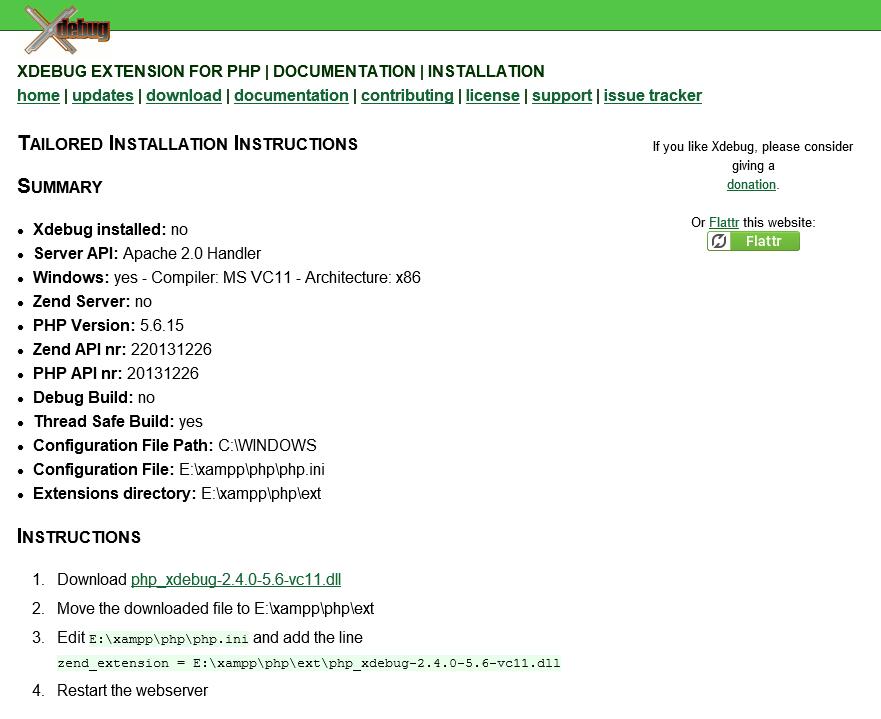 Xdebug
XDEBUG EXTENSION FOR PHP | DOCUMENTATION | INSTALLATION
home | updates | download | documentation | contributing | license | support | issue tracker
TAILORED INSTALLATION INSTRUCTIONS
SUMMARY
• Xdebug installed: no
• Server API: Apache 2.0 Handler
• Windows: yes - Compiler: MS VC11 - Architecture: x86
• Zend Server: no
• PHP Version: 5.6.15
• Zend API nr: 220131226
• PHP API nr: 20131226
• Debug Build: no
• Thread Safe Build: yes
• Configuration File Path: C:\WINDOWS
• Configuration File: E:\xampp\php\php.ini
• Extensions directory: E:\xampp\php\ext
INSTRUCTIONS
1. Download php_xdebug-2.4.0-5.6-vc11.dll
2. Move the downloaded file to E:\xampp\php\ext
3. Edit E:\xampp\php\php.ini and add the line
zend_extension = E:\xampp\php\ext\php_xdebug-2.4.0-5.6-vc11.dll
4. Restart the webserver
If you like Xdebug, please consider
giving a
donation.
Or Flattr this website:
Flattr